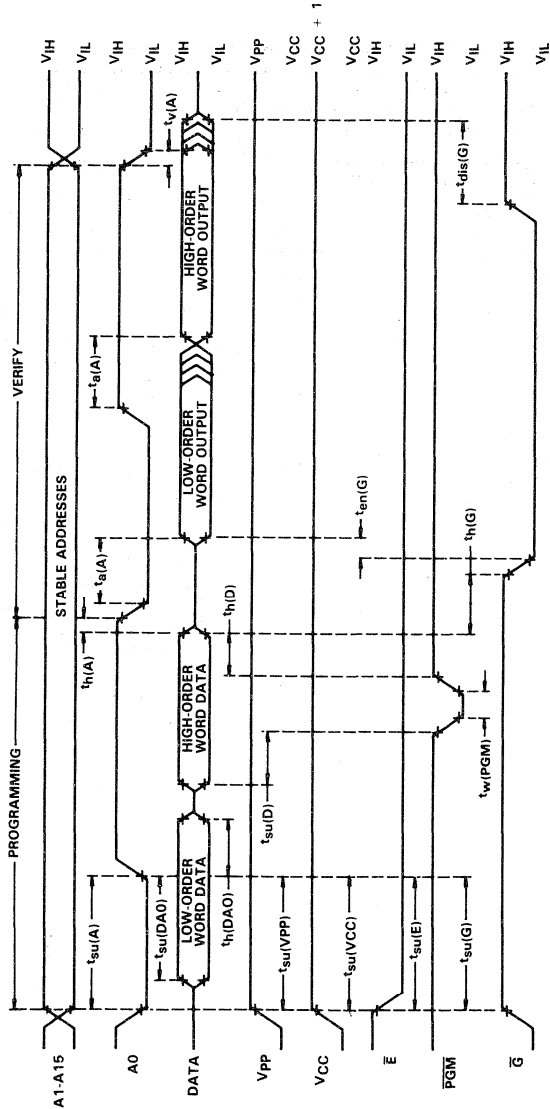 PROGRAMMING
VERIFY
A1-A15
STABLE ADDRESSES
VIH
VIL
tsu(A)
th(A)
ta(A)
ta(A)
A0
VIH
VIL
tsu(DA0)
tv(A)
DATA
LOW-ORDER
WORD DATA
HIGH-ORDER
WORD DATA
LOW-ORDER
WORD OUTPUT
HIGH-ORDER
WORD OUTPUT
VIH
VIL
th(DA0)
VPP
VPP
VCC
tsu(VPP)
tsu(D)
th(D)
VCC
VCC + 1
VCC
tsu(VCC)
ten(G)
E
VIH
VIL
tsu(E)
PGM
VIH
VIL
tsu(G)
tw(PGM)
th(G)
tdis(G)
G
VIH
VIL